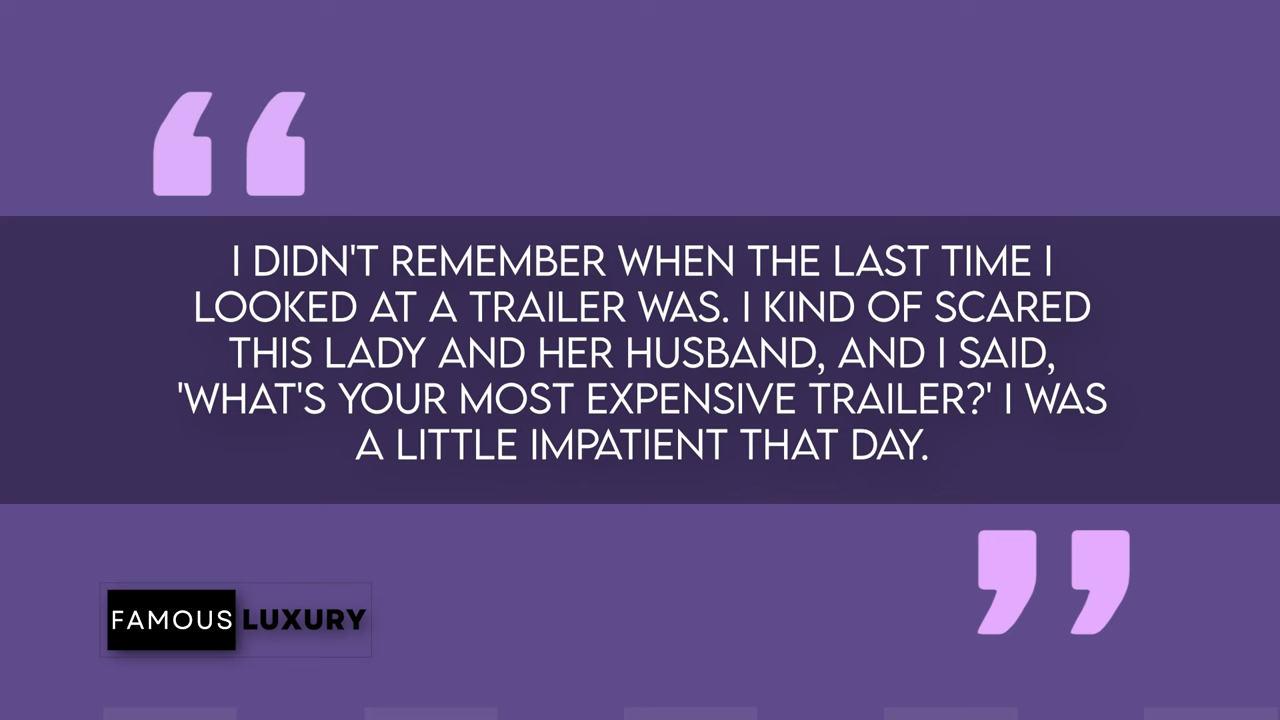 I DIDN'T REMEMBER WHEN THE LAST TIME I
LOOKED AT A TRAILER WAS. I KIND OF SCARED
THIS LADY AND HER HUSBAND, AND I SAID,
'WHAT'S YOUR MOST EXPENSIVE TRAILER?' I WAS
A LITTLE IMPATIENT THAT DAY.
FAMOUS LUXURY